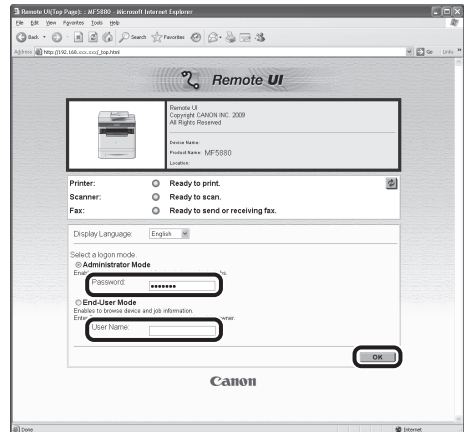 Remote UI(Top Page): : MF5880 - Microsoft Internet Explorer
File Edit View Favorites Tools Help
Back Search Favorites
Address http://192.168.xxx.xxx/_top.html Go Links
Remote UI
Remote UI
Copyright CANON INC. 2009
All Rights Reserved
Device Name:
Product Name: MF5880
Location:
Printer: Ready to print.
Scanner: Ready to scan.
Fax: Ready to send or receiving fax.
Display Language: English
Select a logon mode.
Administrator Mode
Password: •••••••
End-User Mode
Enables to browse device and job information.
User Name:
OK
Canon
Done Internet